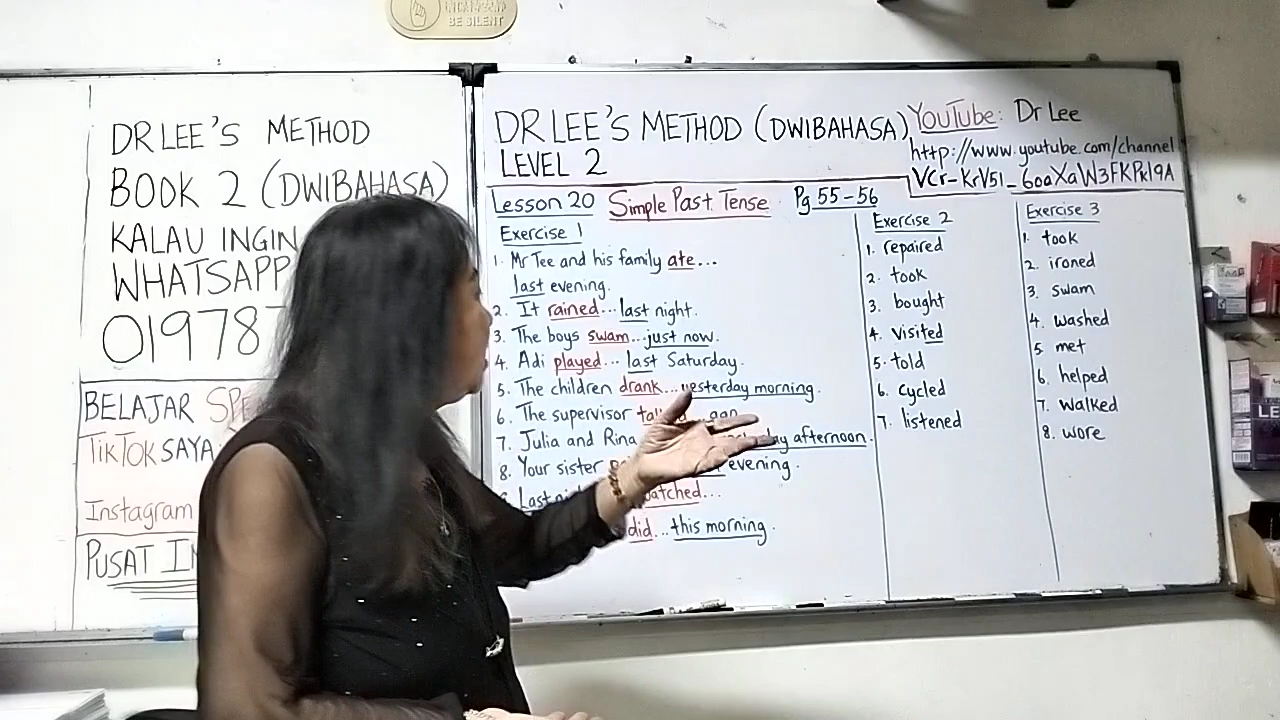 BE SILENT
DR LEE'S METHOD
BOOK 2 (DWIBAHASA)
KALAU INGIN
WHATSAPP
01978
BELAJAR
TikTok SAYA
Instagram
PUSAT
DR LEE'S METHOD (DWIBAHASA)
LEVEL 2
YouTube: Dr Lee
http://www.youtube.com/channel
VCr-KrV5l_6oaXaW3FKPkl9A
Lesson 20 Simple Past Tense Pg 55-56
Exercise 1
1. Mr Tee and his family ate...
last evening.
2. It rained... last night.
3. The boys swam... just now.
4. Adi played... last Saturday.
5. The children drank... yesterday morning.
6. The supervisor
7. Julia and Rina afternoon.
8. Your sister evening.
did... this morning.
Exercise 2
1. repaired
2. took
3. bought
4. visited
5. told
6. cycled
7. listened
Exercise 3
1. took
2. ironed
3. swam
4. washed
5. met
6. helped
7. walked
8. wore